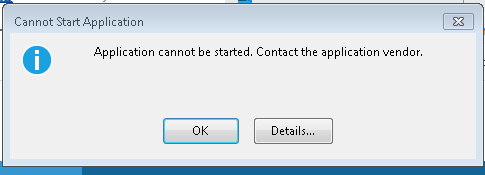 Cannot Start Application
Application cannot be started. Contact the application vendor.
OK
Details...